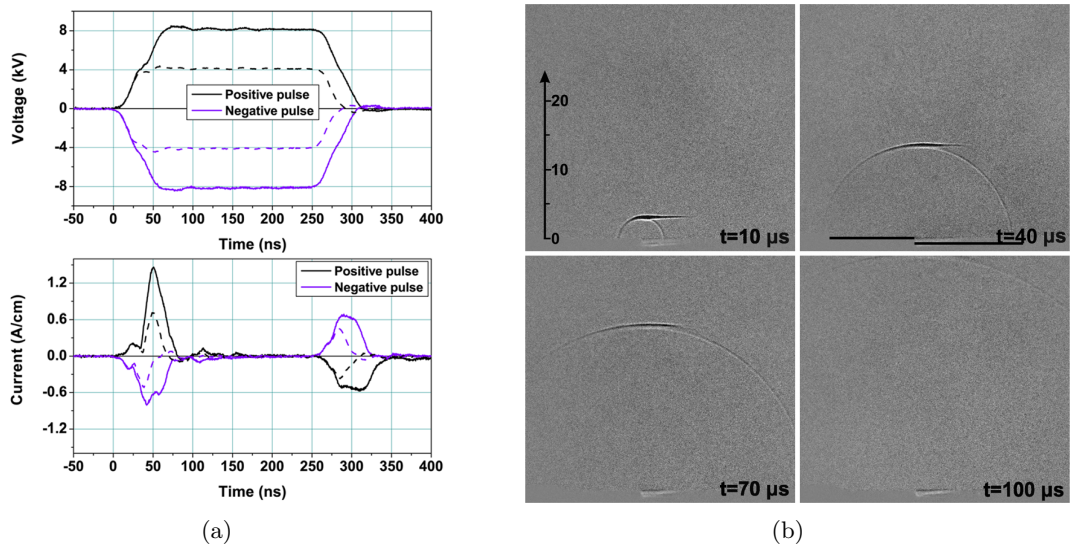 8
4
0
-4
-8
Voltage (kV)
Positive pulse
Negative pulse
-50 0 50 100 150 200 250 300 350 400
Time (ns)
1.2
0.6
0.0
-0.6
-1.2
Current (A/cm)
Positive pulse
Negative pulse
-50 0 50 100 150 200 250 300 350 400
Time (ns)
(a)
20
10
0
t=10 µs
t=40 µs
t=70 µs
t=100 µs
(b)